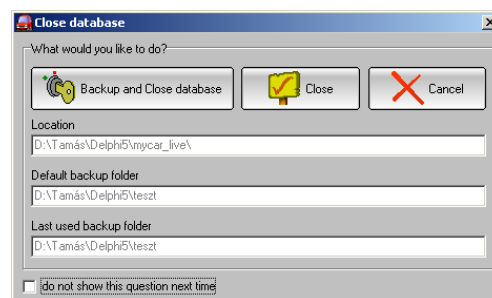 Close database
What would you like to do?
Backup and Close database Close Cancel
Location
D:\Tamás\Delphi5\mycar_live\
Default backup folder
D:\Tamás\Delphi5\teszt
Last used backup folder
D:\Tamás\Delphi5\teszt
do not show this question next time